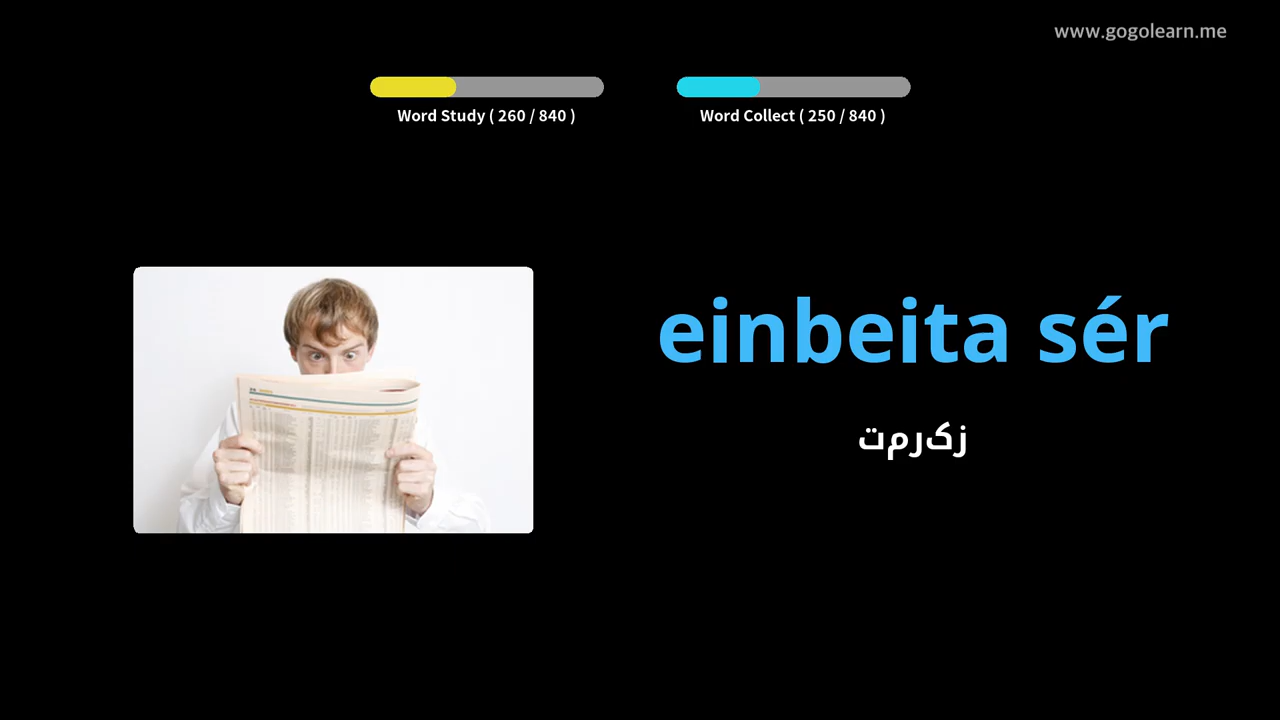 www.gogolearn.me
Word Study ( 260 / 840 )
Word Collect ( 250 / 840 )
einbeita sér
زکرمت